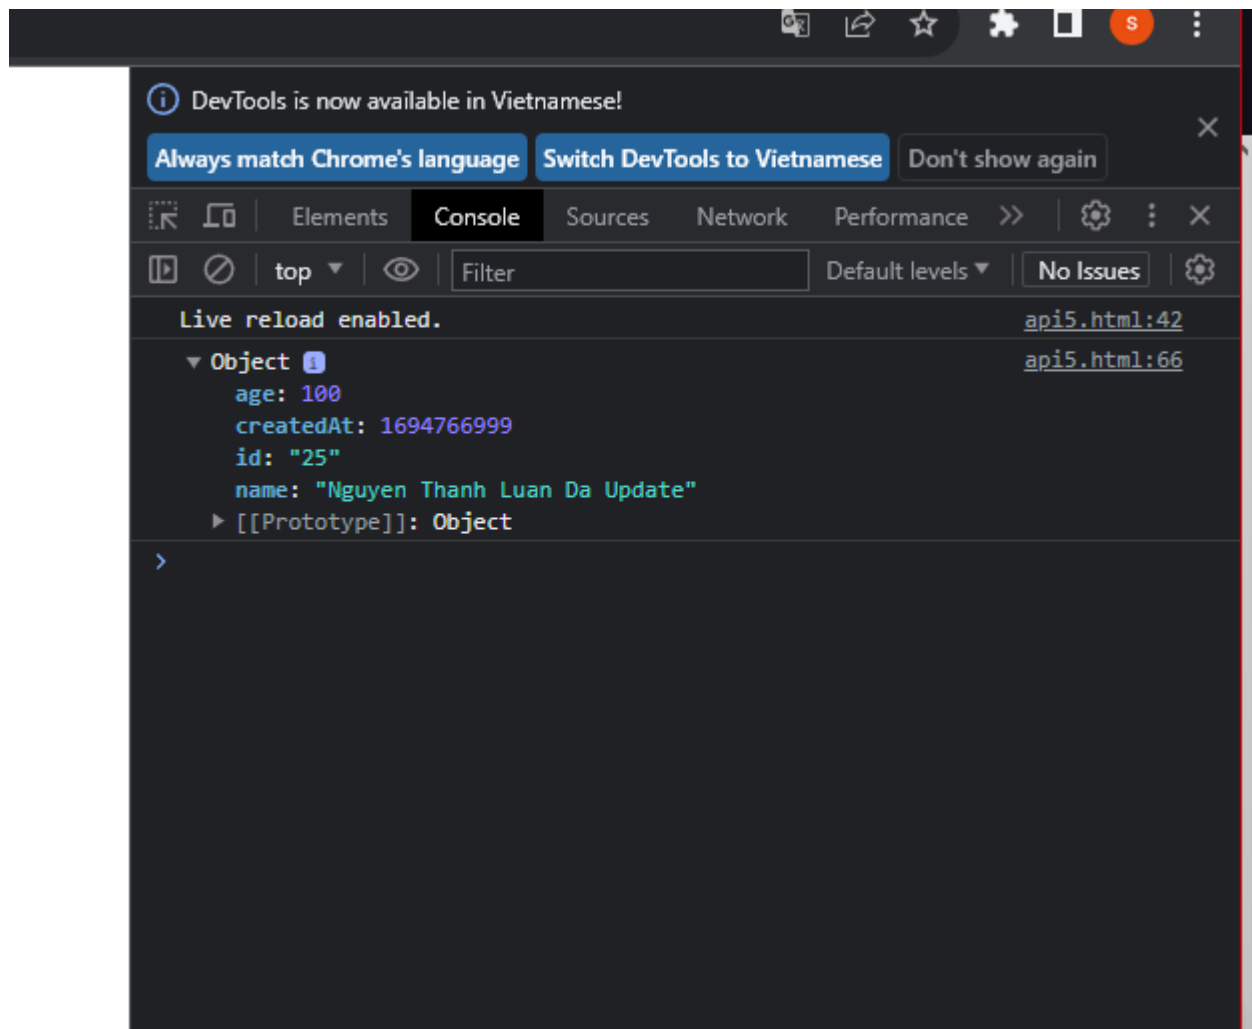 S
DevTools is now available in Vietnamese!
Always match Chrome's language Switch DevTools to Vietnamese Don't show again
Elements Console Sources Network Performance
top Filter Default levels No Issues
Live reload enabled. api5.html:42
Object i api5.html:66
age: 100
createdAt: 1694766999
id: "25"
name: "Nguyen Thanh Luan Da Update"
[[Prototype]]: Object